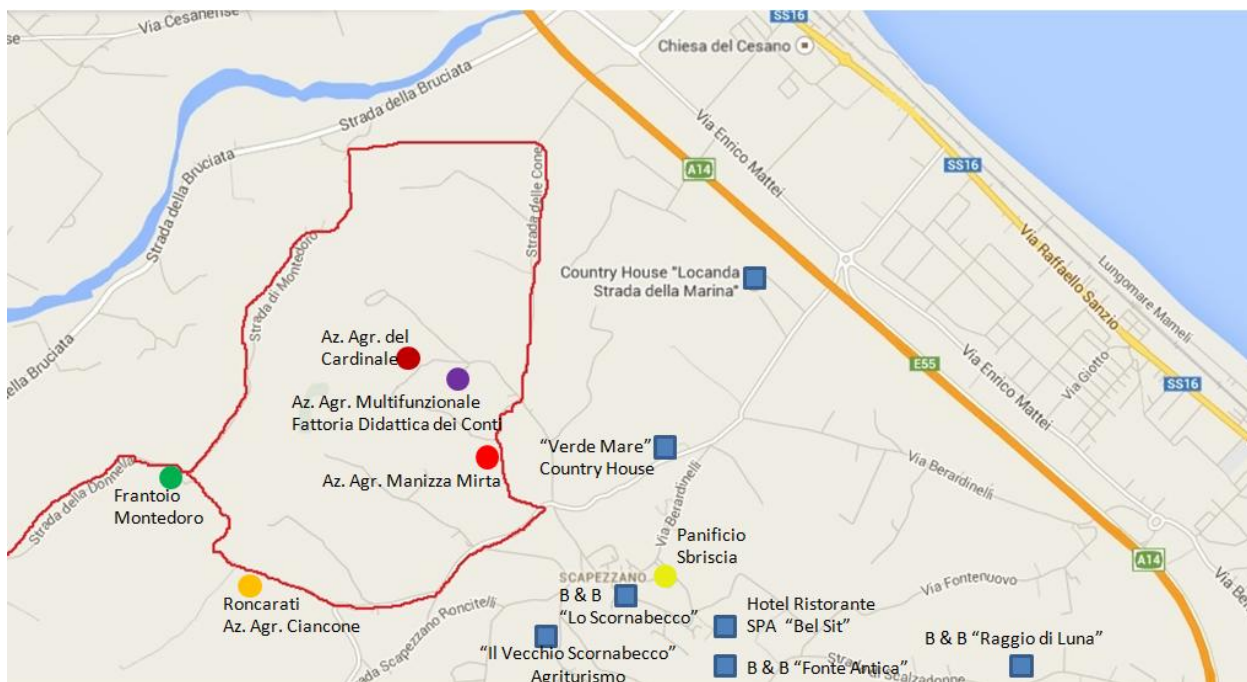 Via Cesanense
SS16
Chiesa del Cesano
Strada della Bruciata
Via Enrico Mattei
Strada della Bruciata
A14
SS16
Strada delle Cone
Strada della Bruciata
Via Raffaello Sanzio
Lungomare Mameli
Strada di Montedoro
Country House "Locanda
Strada della Marina"
Az. Agr. del
Cardinale
E55
Via Enrico Mattei
Via Giotto
SS16
della Bruciata
Az. Agr. Multifunzionale
Fattoria Didattica dei Conti
"Verde Mare"
Country House
Via Berardinelli
Az. Agr. Manizza Mirta
Strada della Donnella
Frantoio
Montedoro
Via Berardinelli
Panificio
Sbriscia
A14
SCAPEZZANO
Via Fontenuovo
B & B
"Lo Scornabecco"
Roncarati
Az. Agr. Ciancone
Hotel Ristorante
SPA "Bel Sit"
Scapezzano Roncitelli
"Il Vecchio Scornabecco"
Agriturismo
B & B "Raggio di Luna"
B & B "Fonte Antica"
Strada di Scalzadonne